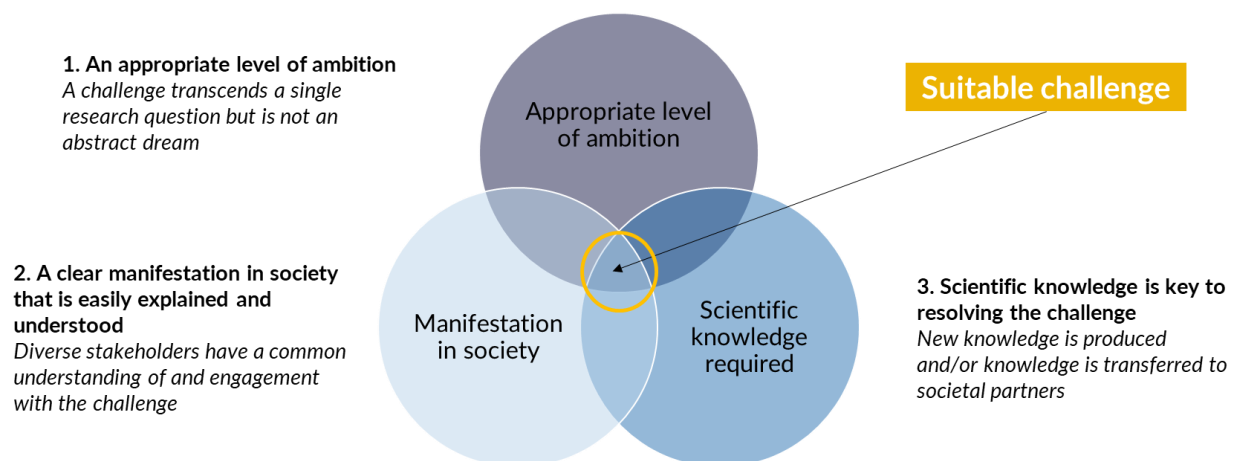 1. An appropriate level of ambition
A challenge transcends a single
research question but is not an
abstract dream
Appropriate level
of ambition
Suitable challenge
2. A clear manifestation in society
that is easily explained and
understood
Diverse stakeholders have a common
understanding of and engagement
with the challenge
Manifestation
in society
Scientific
knowledge
required
3. Scientific knowledge is key to
resolving the challenge
New knowledge is produced
and/or knowledge is transferred to
societal partners